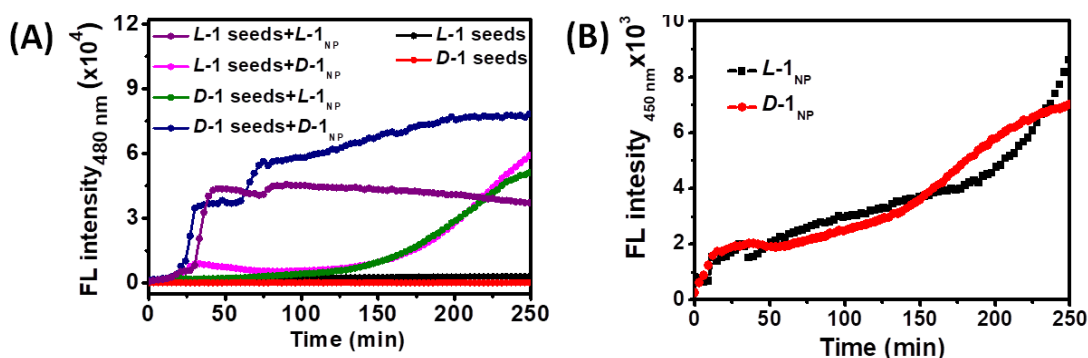 (A)
FL intensity480 nm (x10⁴)
12
9
6
3
0
L-1 seeds+L-1NP
L-1 seeds+D-1NP
D-1 seeds+L-1NP
D-1 seeds+D-1NP
L-1 seeds
D-1 seeds
0 50 100 150 200 250
Time (min)
(B)
FL intesity 450 nm x10³
10
8
6
4
2
0
L-1NP
D-1NP
0 50 100 150 200 250
Time (min)